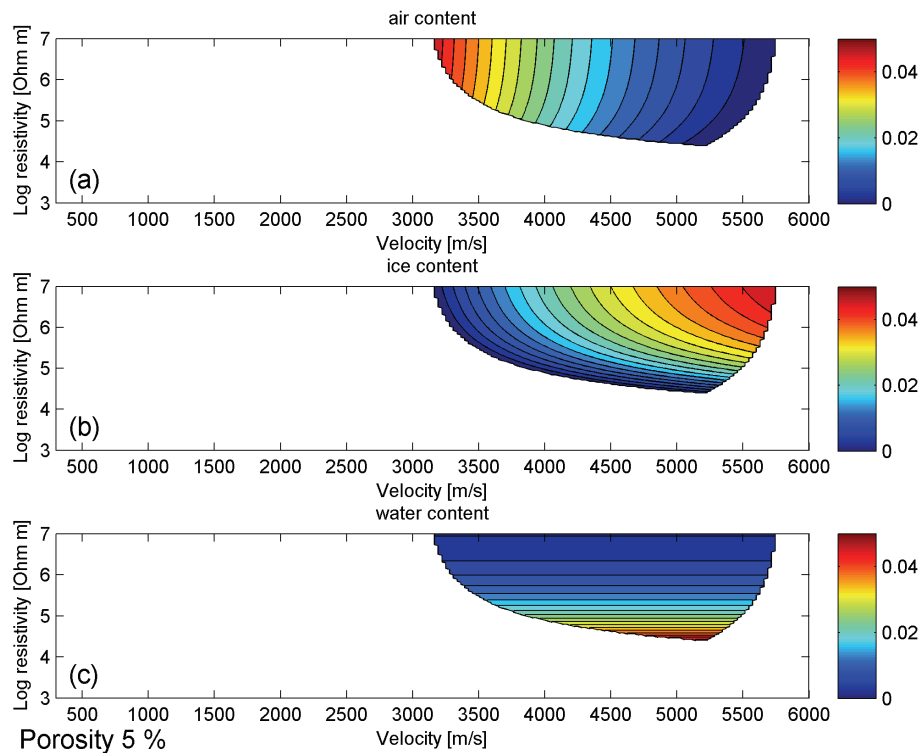 air content
7
6
5
4
3
Log resistivity [Ohm m]
(a)
500 1000 1500 2000 2500 3000 3500 4000 4500 5000 5500 6000
Velocity [m/s]
0.04
0.02
0
ice content
7
6
5
4
3
Log resistivity [Ohm m]
(b)
500 1000 1500 2000 2500 3000 3500 4000 4500 5000 5500 6000
Velocity [m/s]
0.04
0.02
0
water content
7
6
5
4
3
Log resistivity [Ohm m]
(c)
500 1000 1500 2000 2500 3000 3500 4000 4500 5000 5500 6000
Velocity [m/s]
0.04
0.02
0
Porosity 5 %